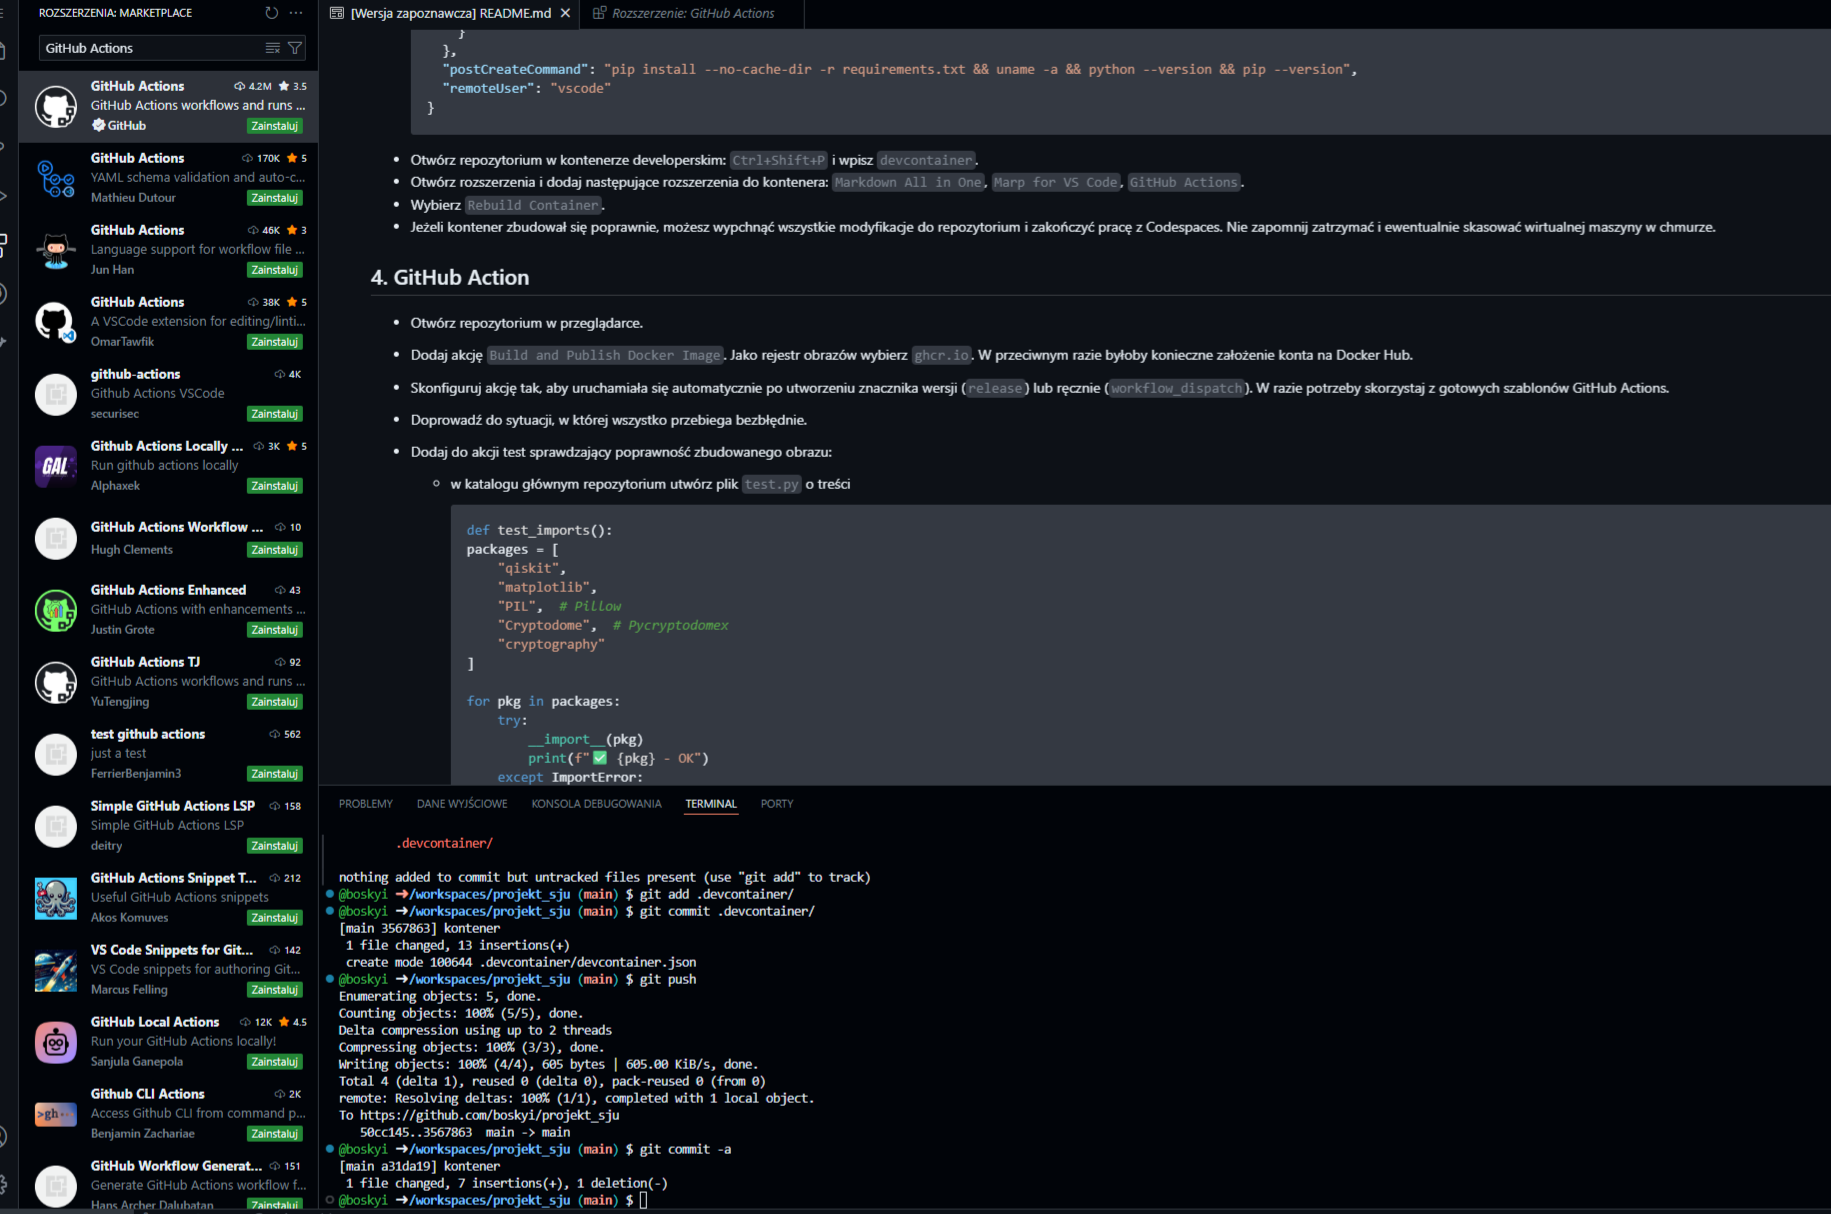 ROZSZERZENIA: MARKETPLACE
GitHub Actions
GitHub Actions 4.2M 3.5
GitHub Actions workflows and runs ...
GitHub Zainstaluj
GitHub Actions 170K 5
YAML schema validation and auto-c...
Mathieu Dutour Zainstaluj
GitHub Actions 46K 3
Language support for workflow file ...
Jun Han Zainstaluj
GitHub Actions 38K 5
A VSCode extension for editing/linti...
OmarTawfik Zainstaluj
github-actions 4K
Github Actions VSCode
securisec Zainstaluj
GAL
Github Actions Locally ... 3K 5
Run github actions locally
Alphaxek Zainstaluj
GitHub Actions Workflow ... 10
Hugh Clements Zainstaluj
GitHub Actions Enhanced 43
GitHub Actions with enhancements ...
Justin Grote Zainstaluj
GitHub Actions TJ 92
GitHub Actions workflows and runs ...
YuTengjing Zainstaluj
test github actions 562
just a test
FerrierBenjamin3 Zainstaluj
Simple GitHub Actions LSP 158
Simple GitHub Actions LSP
deitry Zainstaluj
GitHub Actions Snippet T... 212
Useful GitHub Actions snippets
Akos Komuves Zainstaluj
VS Code Snippets for Git... 142
VS Code snippets for authoring Git...
Marcus Felling Zainstaluj
GitHub Local Actions 12K 4.5
Run your GitHub Actions locally!
Sanjula Ganepola Zainstaluj
>gh
Github CLI Actions 2K
Access Github CLI from command p...
Benjamin Zachariae Zainstaluj
GitHub Workflow Generat... 151
Generate GitHub Actions workflow f...
Hans Archer Dalubatan Zainstaluj
[Wersja zapoznawcza] README.md
Rozszerzenie: GitHub Actions
}
},
"postCreateCommand": "pip install --no-cache-dir -r requirements.txt && uname -a && python --version && pip --version",
"remoteUser": "vscode"
}
• Otwórz repozytorium w kontenerze developerskim: Ctrl+Shift+P i wpisz devcontainer.
• Otwórz rozszerzenia i dodaj następujące rozszerzenia do kontenera: Markdown All in One, Marp for VS Code, GitHub Actions.
• Wybierz Rebuild Container.
• Jeżeli kontener zbudował się poprawnie, możesz wypchnąć wszystkie modyfikacje do repozytorium i zakończyć pracę z Codespaces. Nie zapomnij zatrzymać i ewentualnie skasować wirtualnej maszyny w chmurze.
4. GitHub Action
• Otwórz repozytorium w przeglądarce.
• Dodaj akcję Build and Publish Docker Image. Jako rejestr obrazów wybierz ghcr.io. W przeciwnym razie byłoby konieczne założenie konta na Docker Hub.
• Skonfiguruj akcję tak, aby uruchamiała się automatycznie po utworzeniu znacznika wersji (release) lub ręcznie (workflow_dispatch). W razie potrzeby skorzystaj z gotowych szablonów GitHub Actions.
• Doprowadź do sytuacji, w której wszystko przebiega bezbłędnie.
• Dodaj do akcji test sprawdzający poprawność zbudowanego obrazu:
◦ w katalogu głównym repozytorium utwórz plik test.py o treści
def test_imports():
packages = [
"qiskit",
"matplotlib",
"PIL", # Pillow
"Cryptodome", # Pycryptodomex
"cryptography"
]
for pkg in packages:
try:
__import__(pkg)
print(f"✅ {pkg} - OK")
except ImportError:
PROBLEMY DANE WYJŚCIOWE KONSOLA DEBUGOWANIA TERMINAL PORTY
.devcontainer/
nothing added to commit but untracked files present (use "git add" to track)
@boskyi ➜/workspaces/projekt_sju (main) $ git add .devcontainer/
@boskyi ➜/workspaces/projekt_sju (main) $ git commit .devcontainer/
[main 3567863] kontener
1 file changed, 13 insertions(+)
create mode 100644 .devcontainer/devcontainer.json
@boskyi ➜/workspaces/projekt_sju (main) $ git push
Enumerating objects: 5, done.
Counting objects: 100% (5/5), done.
Delta compression using up to 2 threads
Compressing objects: 100% (3/3), done.
Writing objects: 100% (4/4), 605 bytes | 605.00 KiB/s, done.
Total 4 (delta 1), reused 0 (delta 0), pack-reused 0 (from 0)
remote: Resolving deltas: 100% (1/1), completed with 1 local object.
To https://github.com/boskyi/projekt_sju
50cc145..3567863 main -> main
@boskyi ➜/workspaces/projekt_sju (main) $ git commit -a
[main a31da19] kontener
1 file changed, 7 insertions(+), 1 deletion(-)
@boskyi ➜/workspaces/projekt_sju (main) $